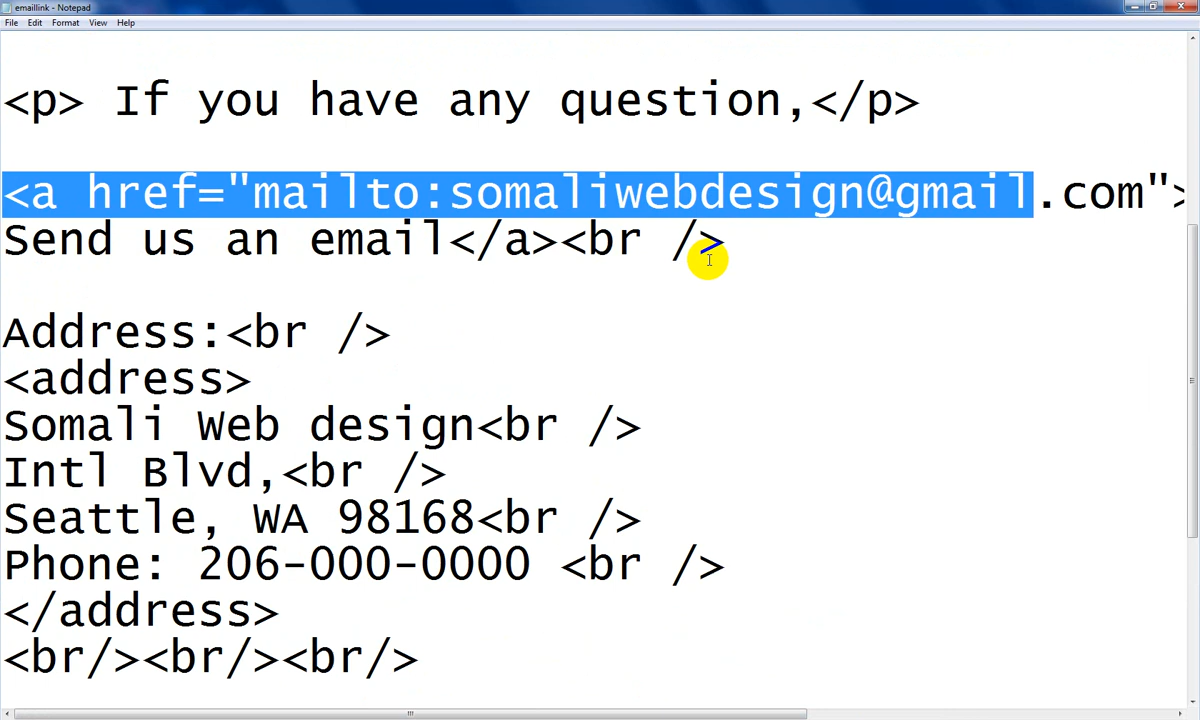 emaillink - Notepad
File Edit Format View Help
<p> If you have any question,</p>
<a href="mailto:somaliwebdesign@gmail.com">
Send us an email</a><br />
Address:<br />
<address>
Somali Web design<br />
Intl Blvd,<br />
Seattle, WA 98168<br />
Phone: 206-000-0000 <br />
</address>
<br/><br/><br/>